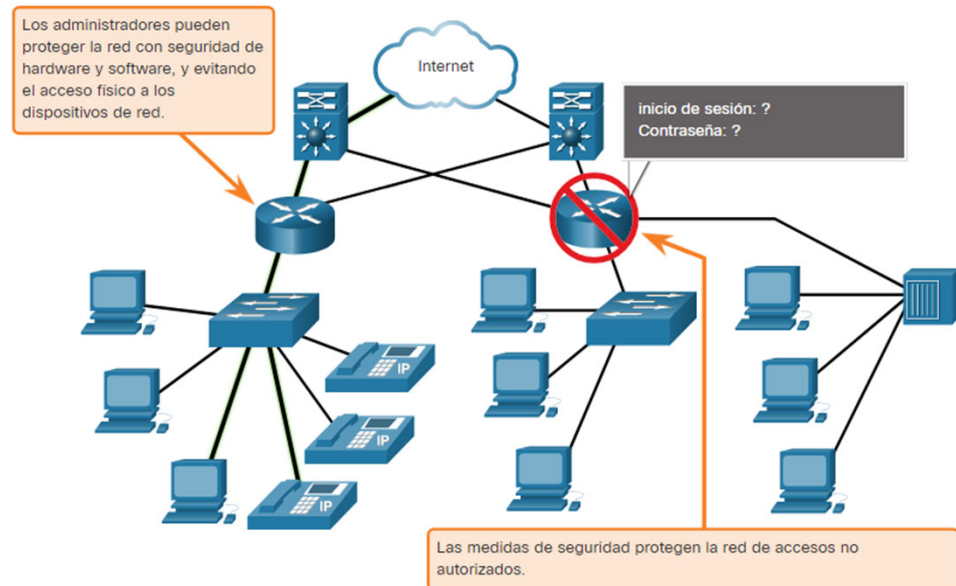 Los administradores pueden
proteger la red con seguridad de
hardware y software, y evitando
el acceso físico a los
dispositivos de red.
Internet
inicio de sesión: ?
Contraseña: ?
IP
IP
IP
Las medidas de seguridad protegen la red de accesos no
autorizados.